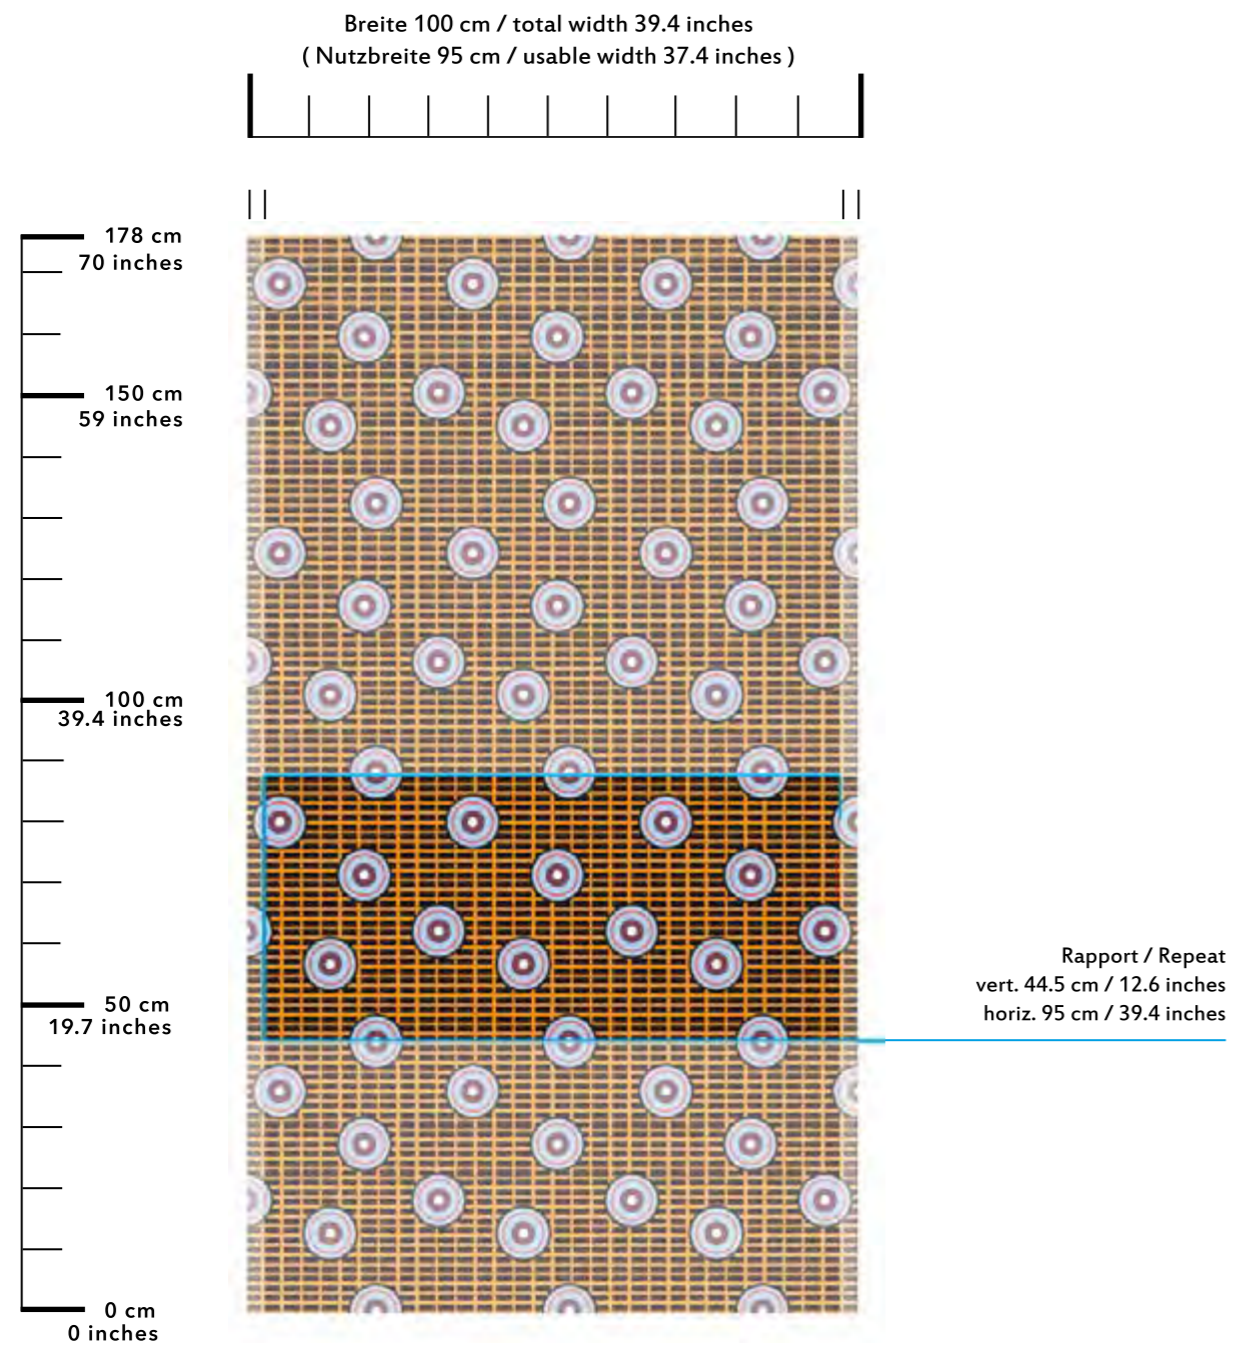 Breite 100 cm / total width 39.4 inches
( Nutzbreite 95 cm / usable width 37.4 inches )
178 cm
70 inches
150 cm
59 inches
100 cm
39.4 inches
50 cm
19.7 inches
0 cm
0 inches
Rapport / Repeat
vert. 44.5 cm / 12.6 inches
horiz. 95 cm / 39.4 inches